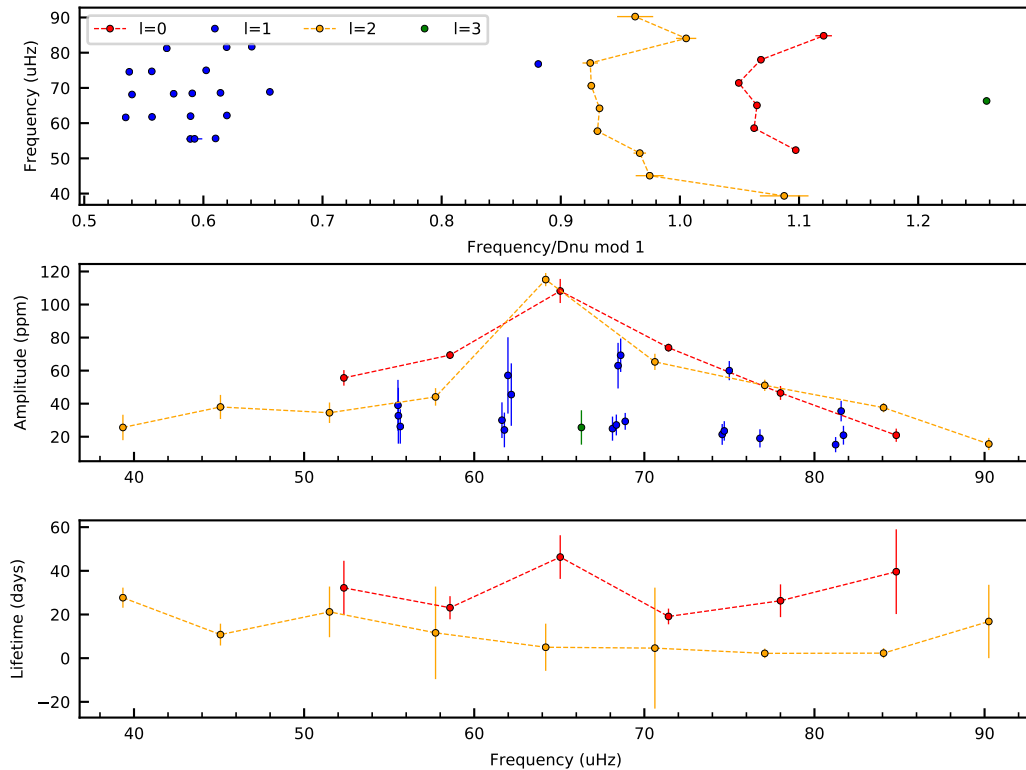 l=0 l=1 l=2 l=3
Frequency (uHz)
90
80
70
60
50
40
0.5 0.6 0.7 0.8 0.9 1.0 1.1 1.2
Frequency/Dnu mod 1
Amplitude (ppm)
120
100
80
60
40
20
40 50 60 70 80 90
Lifetime (days)
60
40
20
0
−20
40 50 60 70 80 90
Frequency (uHz)